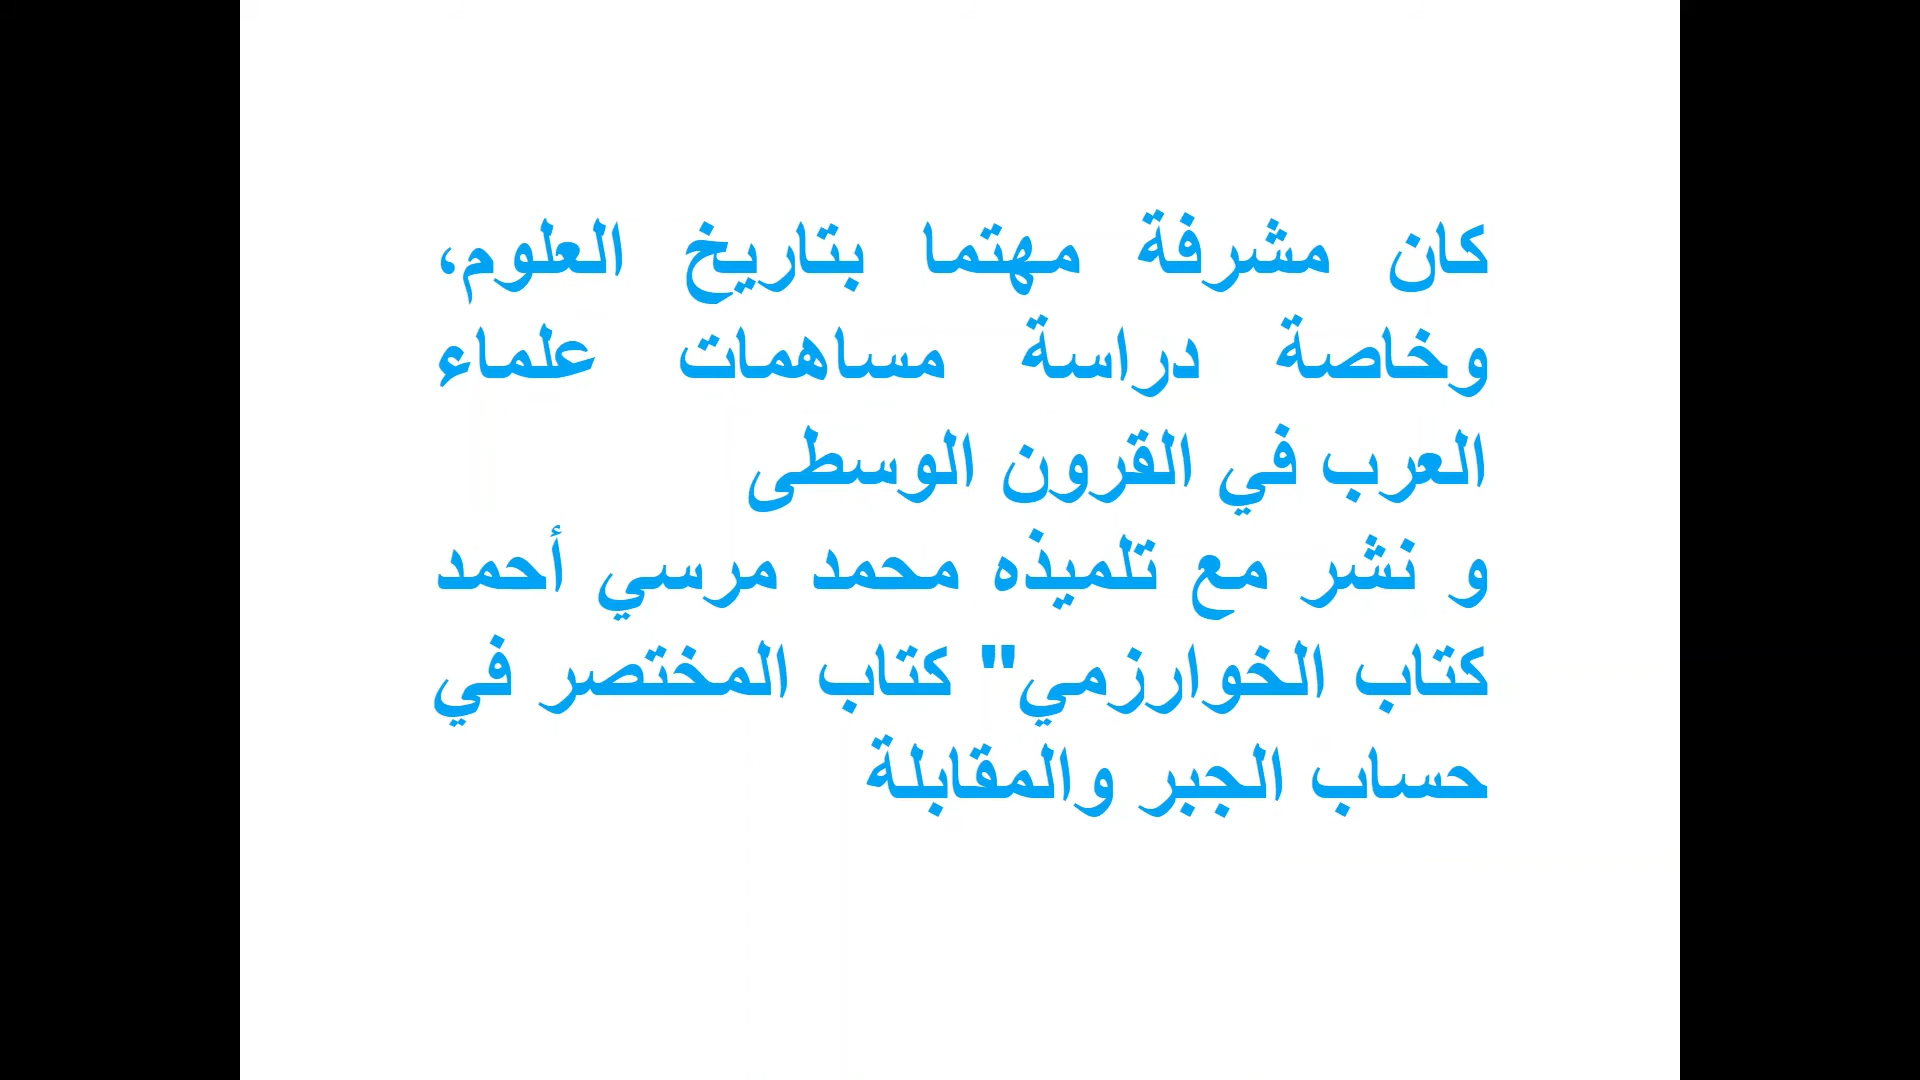 كان مشرفة مهتما بتاريخ العلوم،
وخاصة دراسة مساهمات علماء
العرب في القرون الوسطى
و نشر مع تلميذه محمد مرسي أحمد
كتاب الخوارزمي" كتاب المختصر في
حساب الجبر والمقابلة